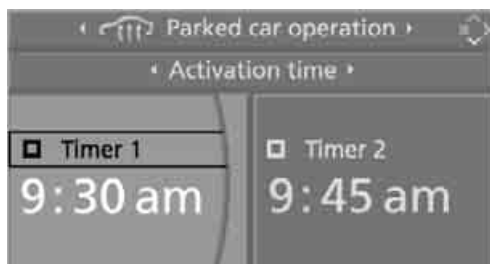 Parked car operation
Activation time
Timer 1
9:30 am
Timer 2
9:45 am